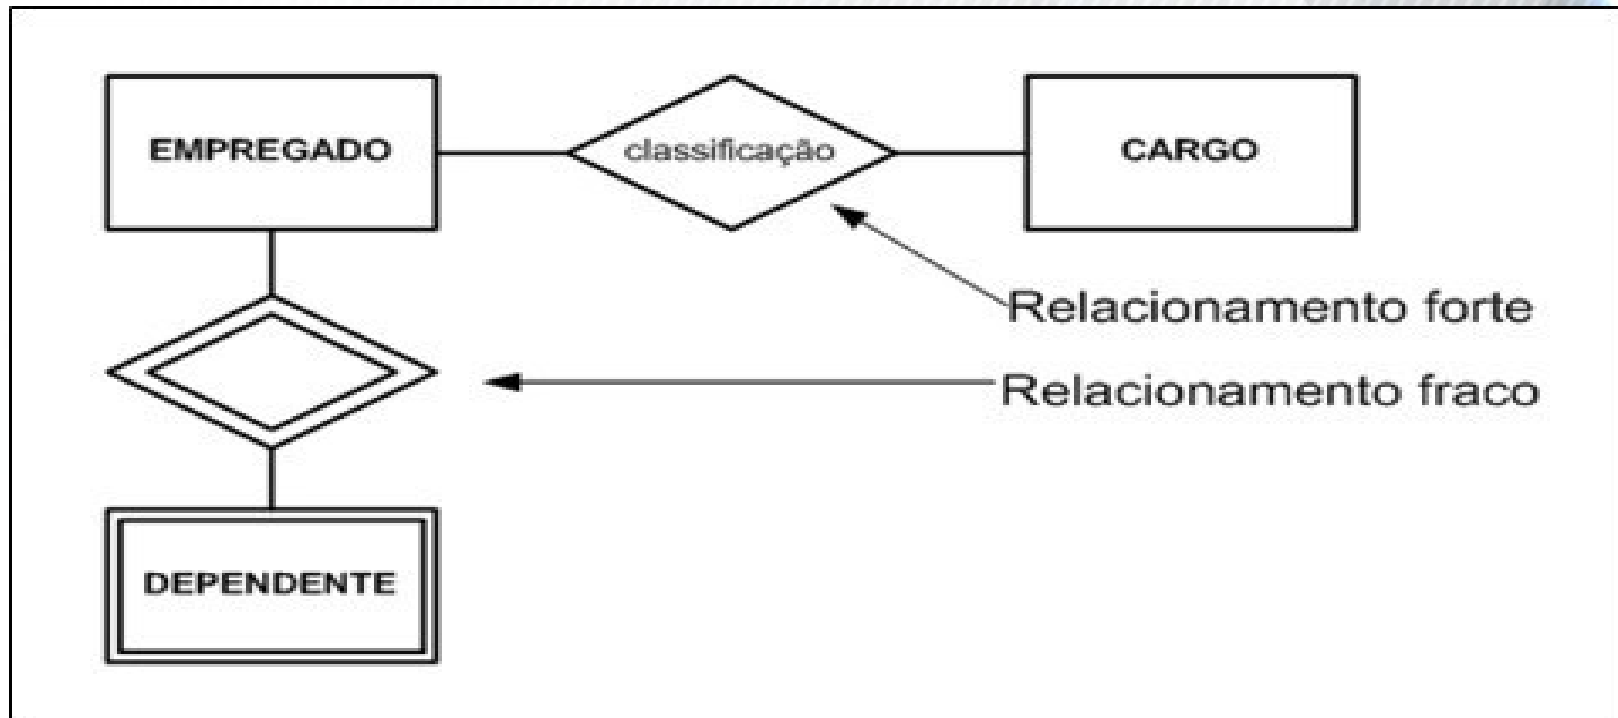 EMPREGADO
classificação
CARGO
Relacionamento forte
Relacionamento fraco
DEPENDENTE